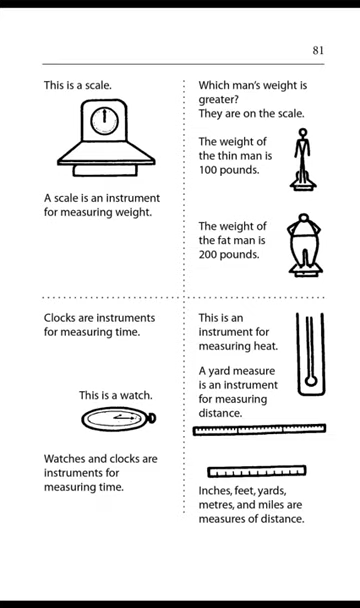 81
This is a scale.
A scale is an instrument
for measuring weight.
Which man's weight is
greater?
They are on the scale.
The weight of
the thin man is
100 pounds.
The weight of
the fat man is
200 pounds.
Clocks are instruments
for measuring time.
This is a watch.
Watches and clocks are
instruments for
measuring time.
This is an
instrument for
measuring heat.
A yard measure
is an instrument
for measuring
distance.
Inches, feet, yards,
metres, and miles are
measures of distance.